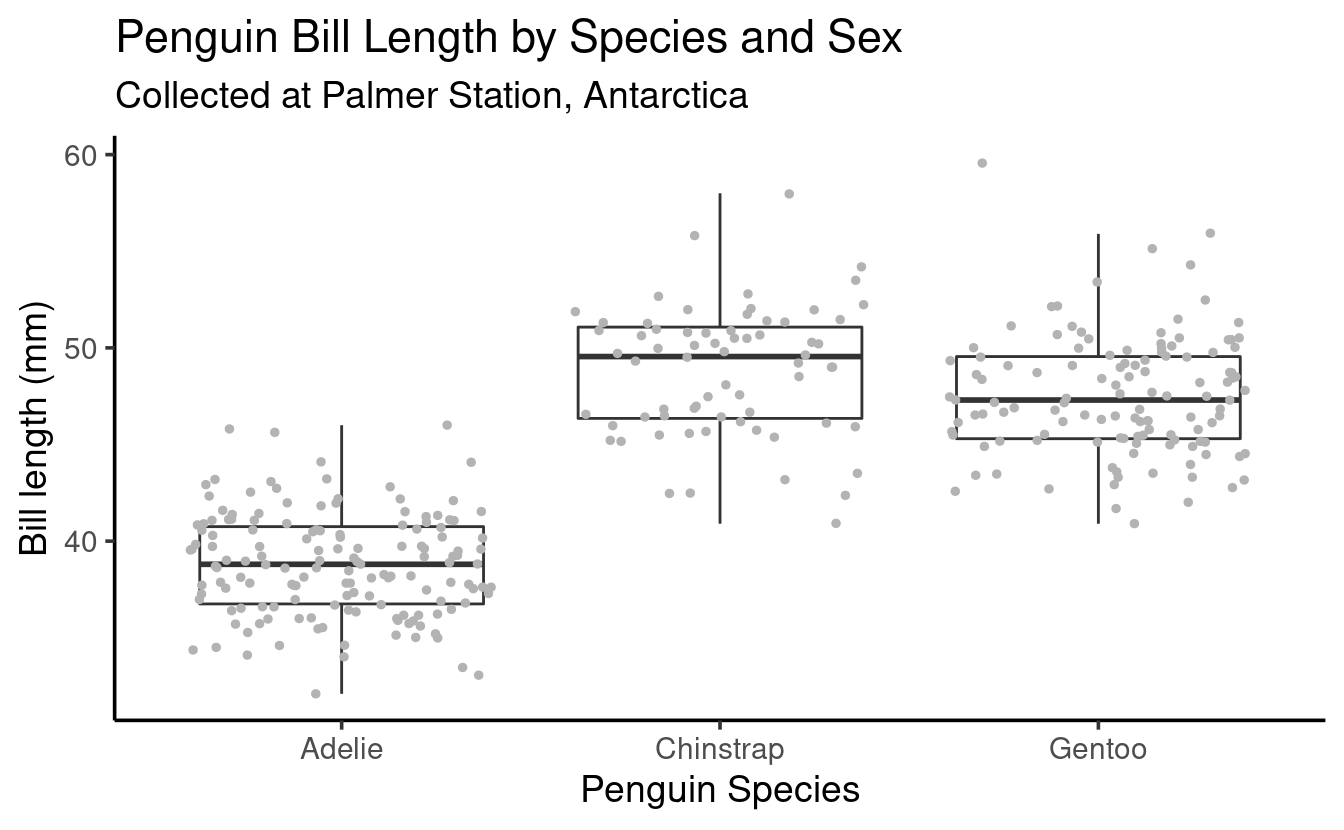 Penguin Bill Length by Species and Sex
Collected at Palmer Station, Antarctica
Bill length (mm)
60
50
40
Adelie Chinstrap Gentoo
Penguin Species